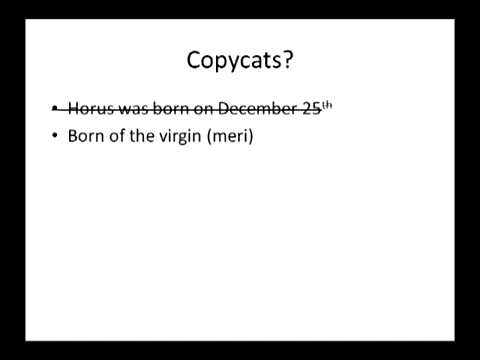 Copycats?
• Horus was born on December 25th
• Born of the virgin (meri)